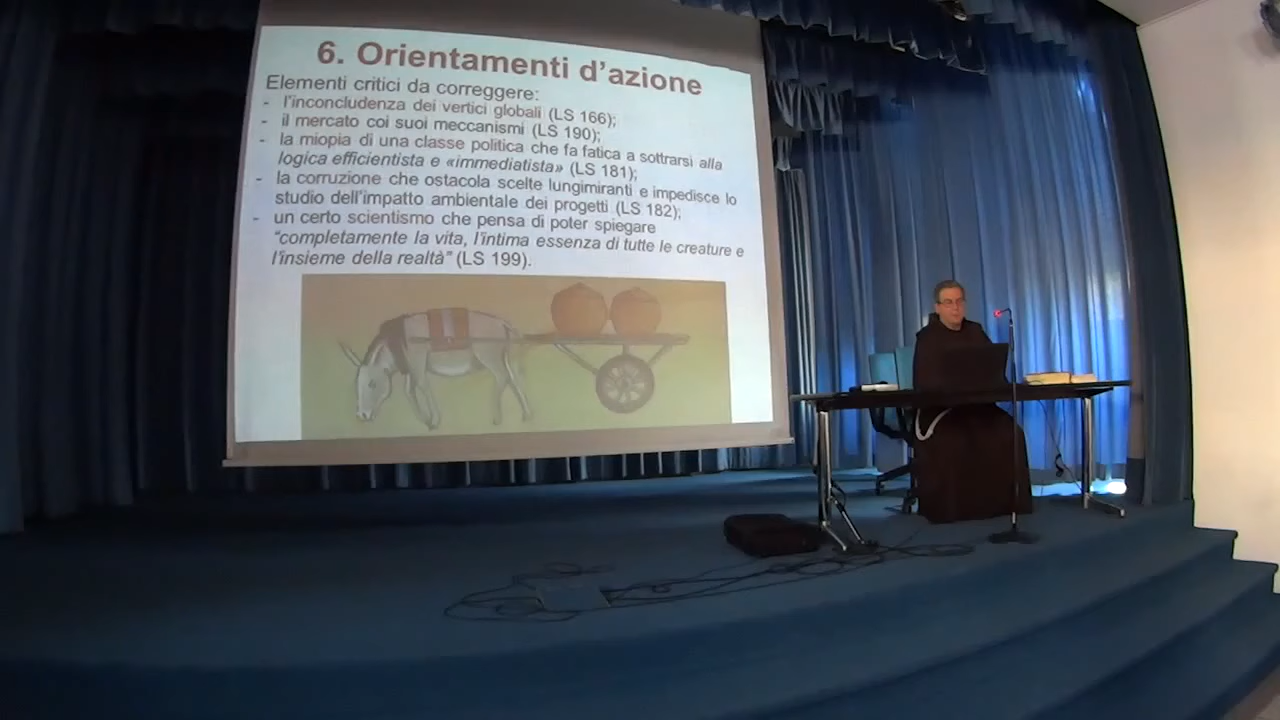 6. Orientamenti d'azione
Elementi critici da correggere:
- l'inconcludenza dei vertici globali (LS 166);
- il mercato coi suoi meccanismi (LS 190);
- la miopia di una classe politica che fa fatica a sottrarsi alla
logica efficientista e «immediatista» (LS 181);
- la corruzione che ostacola scelte lungimiranti e impedisce lo
studio dell'impatto ambientale dei progetti (LS 182);
- un certo scientismo che pensa di poter spiegare
"completamente la vita, l'intima essenza di tutte le creature e
l'insieme della realtà" (LS 199).